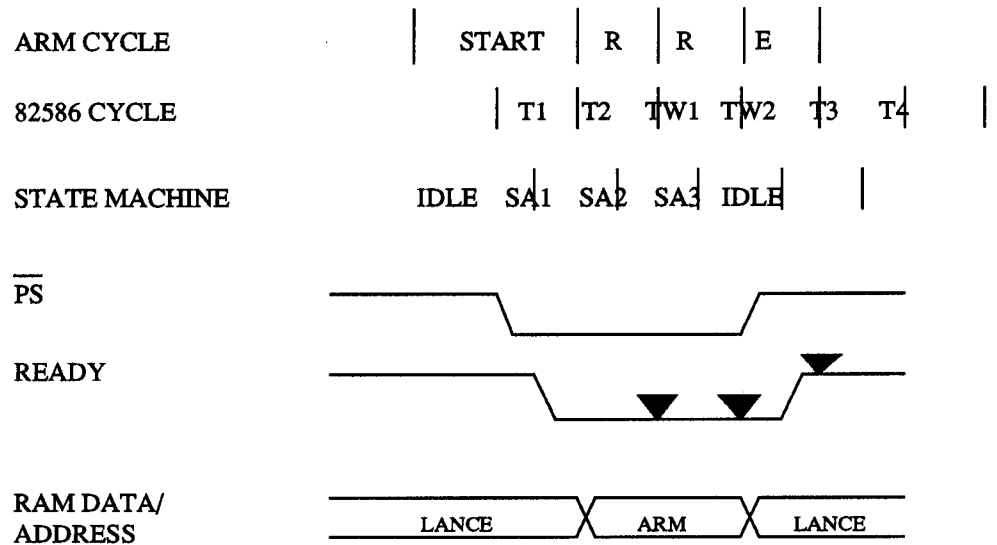 ARM CYCLE START R R E
82586 CYCLE T1 T2 TW1 TW2 T3 T4
STATE MACHINE IDLE SA1 SA2 SA3 IDLE
PS
READY
RAM DATA/
ADDRESS LANCE ARM LANCE